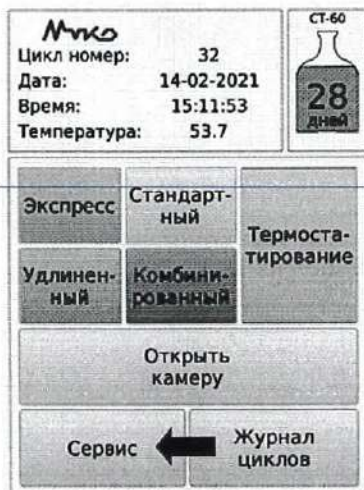 Цикл номер: 32
Дата: 14-02-2021
Время: 15:11:53
Температура: 53.7
СТ-60
28
дней
Экспресс
Стандарт-
ный
Термоста-
тирование
Удлинен-
ный
Комбини-
рованный
Открыть
камеру
Сервис
Журнал
циклов